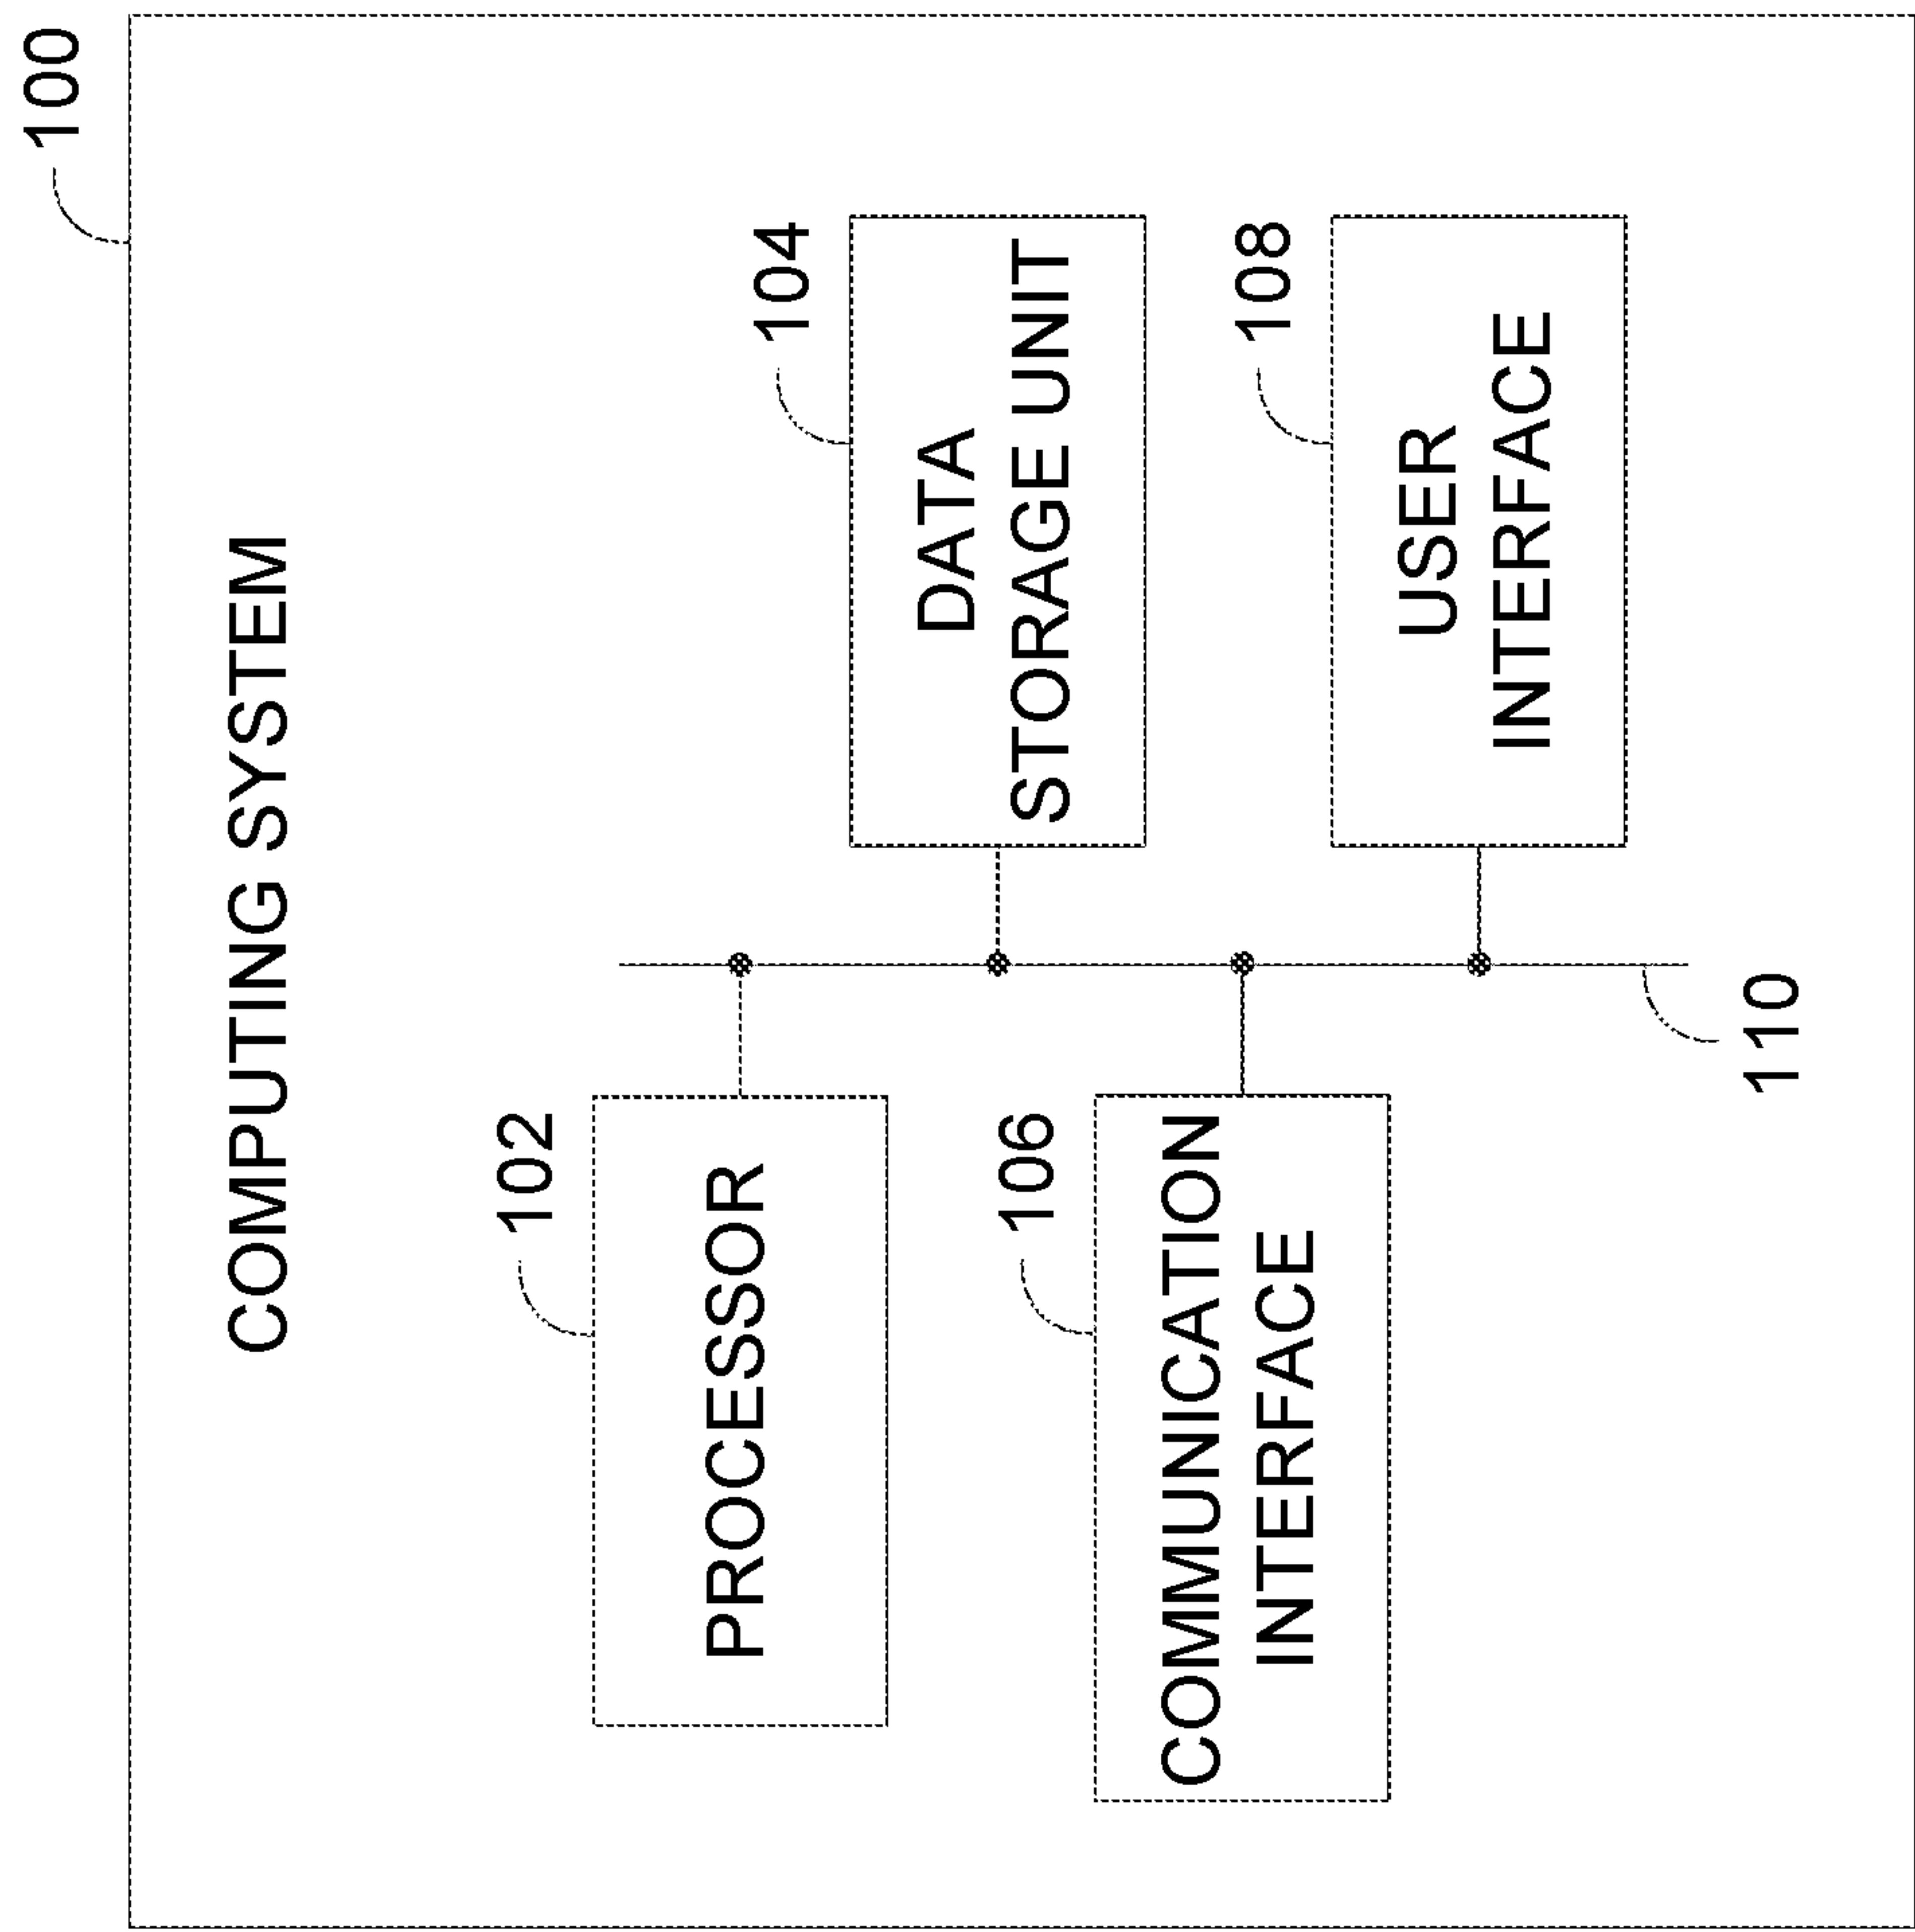 100
COMPUTING SYSTEM
102
PROCESSOR
104
DATA
STORAGE UNIT
106
COMMUNICATION
INTERFACE
108
USER
INTERFACE
110